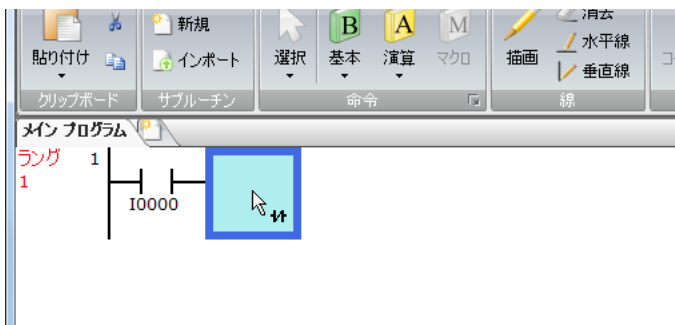 新規
消去
水平線
貼り付け
インポート
選択
基本
演算
マクロ
描画
垂直線
クリップボード
サブルーチン
命令
線
メイン プログラム
ラング 1
1
I0000